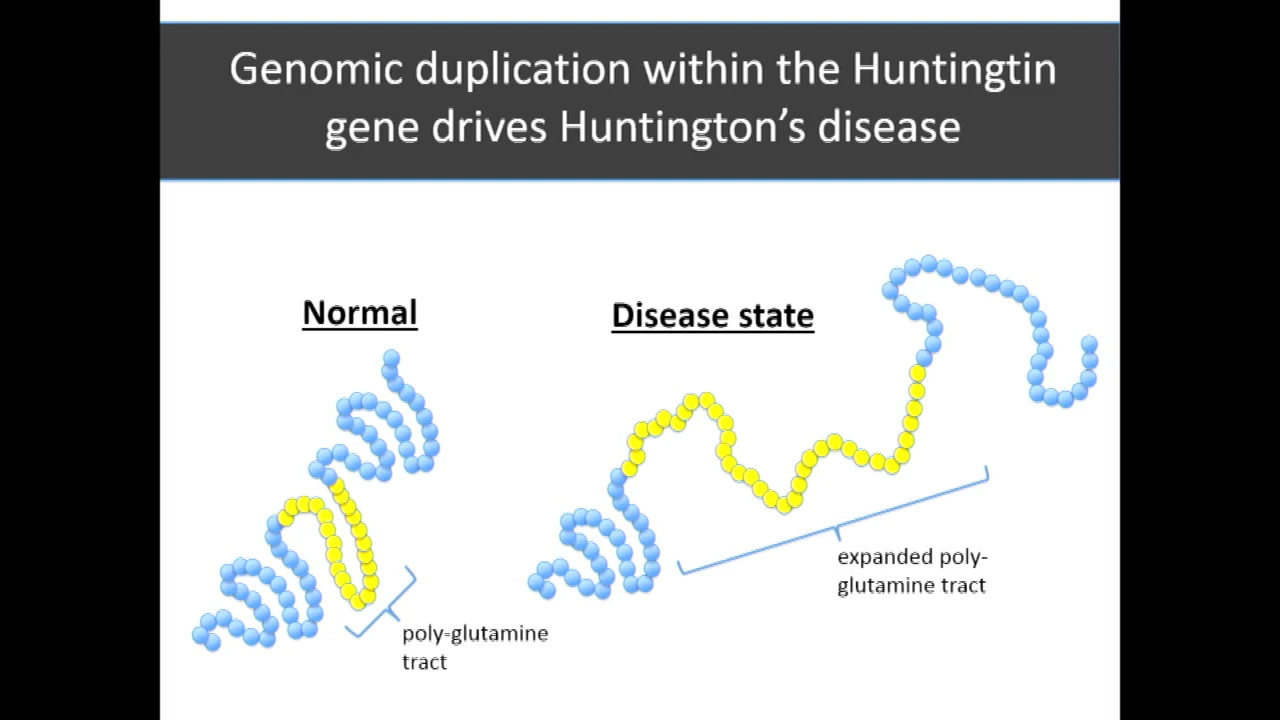 Genomic duplication within the Huntingtin
gene drives Huntington's disease
Normal
Disease state
expanded poly-
glutamine tract
poly-glutamine
tract